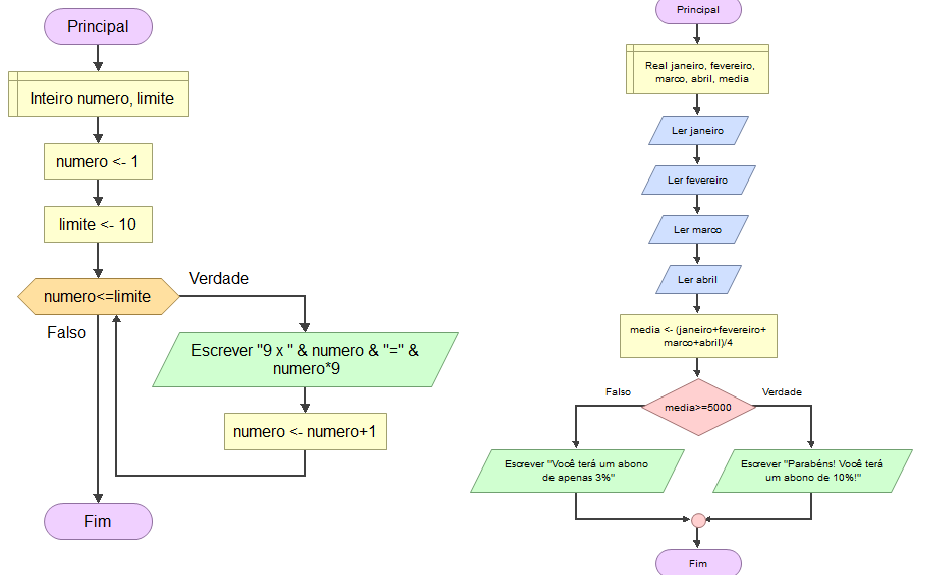 Principal
Inteiro numero, limite
numero <- 1
limite <- 10
numero<=limite
Verdade
Falso
Escrever "9 x " & numero & "=" &
numero*9
numero <- numero+1
Fim
Principal
Real janeiro, fevereiro,
marco, abril, media
Ler janeiro
Ler fevereiro
Ler marco
Ler abril
media <- (janeiro+fevereiro+
marco+abril)/4
Falso
Verdade
media>=5000
Escrever "Você terá um abono
de apenas 3%"
Escrever "Parabéns! Você terá
um abono de 10%!"
Fim